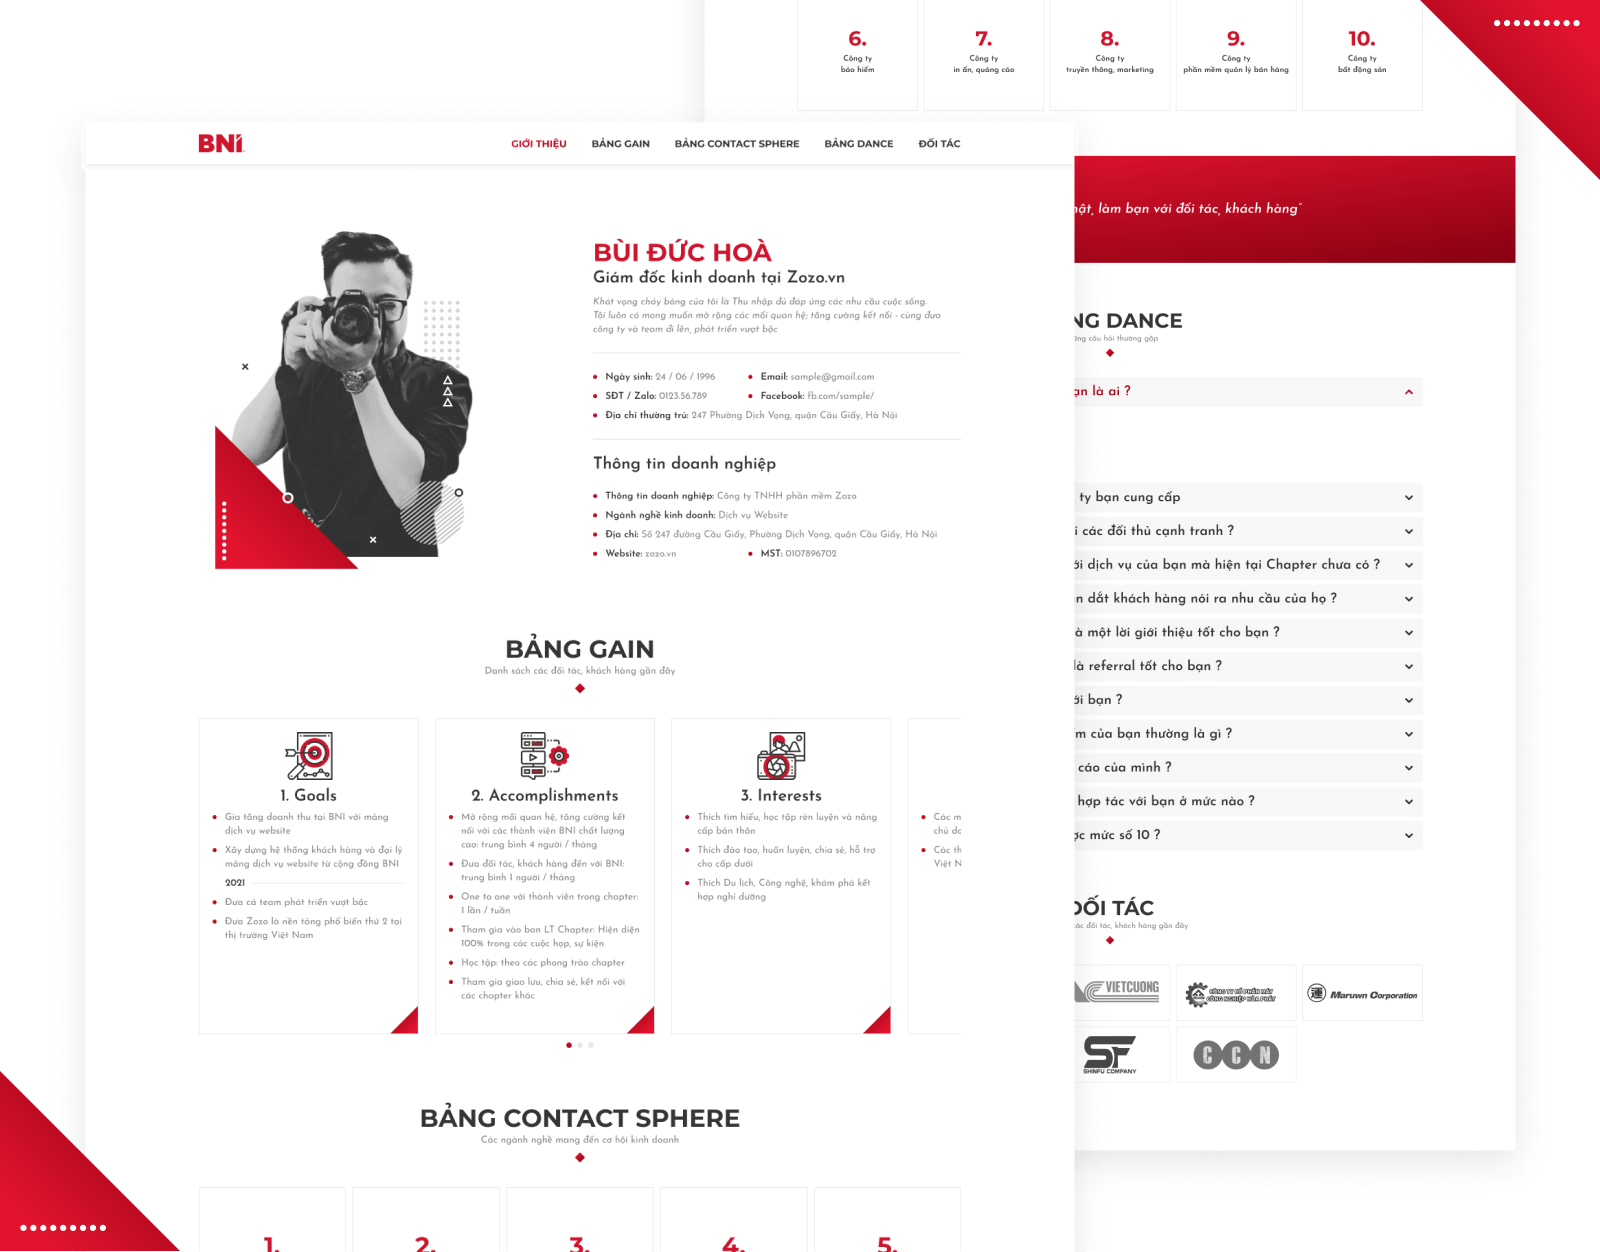 BNI
GIỚI THIỆU
BẢNG GAIN
BẢNG CONTACT SPHERE
BẢNG DANCE
ĐỐI TÁC
BÙI ĐỨC HOÀ
Giám đốc kinh doanh tại Zozo.vn
Khát vọng cháy bỏng của tôi là Thu nhập đủ đáp ứng các nhu cầu cuộc sống.
Tôi luôn có mong muốn mở rộng các mối quan hệ; tăng cường kết nối - cùng đưa
công ty và team đi lên, phát triển vượt bậc
Ngày sinh: 24 / 06 / 1996
Email: sample@gmail.com
SĐT / Zalo: 0123.56.789
Facebook: fb.com/sample/
Địa chỉ thường trú: 247 Phường Dịch Vọng, quận Cầu Giấy, Hà Nội
Thông tin doanh nghiệp
Thông tin doanh nghiệp: Công ty TNHH phần mềm Zozo
Ngành nghề kinh doanh: Dịch vụ Website
Địa chỉ: Số 247 đường Cầu Giấy, Phường Dịch Vọng, quận Cầu Giấy, Hà Nội
Website: zozo.vn
MST: 0107896702
BẢNG GAIN
Danh sách các đối tác, khách hàng gần đây
1. Goals
Gia tăng doanh thu tại BNI với mảng
dịch vụ website
Xây dựng hệ thống khách hàng và đại lý
mảng dịch vụ website từ cộng đồng BNI
2021
Đưa cả team phát triển vượt bậc
Đưa Zozo là nền tảng phổ biến thứ 2 tại
thị trường Việt Nam
2. Accomplishments
Mở rộng mối quan hệ, tăng cường kết
nối với các thành viên BNI chất lượng
cao: trung bình 4 người / tháng
Đưa đối tác, khách hàng đến với BNI:
trung bình 1 người / tháng
One to one với thành viên trong chapter:
1 lần / tuần
Tham gia vào ban LT Chapter: Hiện diện
100% trong các cuộc họp, sự kiện
Học tập: theo các phong trào chapter
Tham gia giao lưu, chia sẻ, kết nối với
các chapter khác
3. Interests
Thích tìm hiểu, học tập rèn luyện và nâng
cấp bản thân
Thích đào tạo, huấn luyện, chia sẻ, hỗ trợ
cho cấp dưới
Thích Du lịch, Công nghệ, khám phá kết
hợp nghỉ dưỡng
Các m
chủ dc
Các th
Việt N
BẢNG CONTACT SPHERE
Các ngành nghề mang đến cơ hội kinh doanh
1.
2.
3.
4.
5.
6.
Công ty
bảo hiểm
7.
Công ty
in ấn, quảng cáo
8.
Công ty
truyền thông, marketing
9.
Công ty
phần mềm quản lý bán hàng
10.
Công ty
bất động sản
hật, làm bạn với đối tác, khách hàng"
NG DANCE
ững câu hỏi thường gặp
ạn là ai ?
ty bạn cung cấp
i các đối thủ cạnh tranh ?
ới dịch vụ của bạn mà hiện tại Chapter chưa có ?
n dắt khách hàng nói ra nhu cầu của họ ?
à một lời giới thiệu tốt cho bạn ?
là referral tốt cho bạn ?
ới bạn ?
m của bạn thường là gì ?
cáo của mình ?
hợp tác với bạn ở mức nào ?
ợc mức số 10 ?
ĐỐI TÁC
các đối tác, khách hàng gần đây
VIETCUONG
CÔNG TY CỔ PHẦN MÁY
CÔNG NGHIỆP HÒA PHÁT
運 Maruwn Corporation
SF
SHINFU COMPANY
CCN